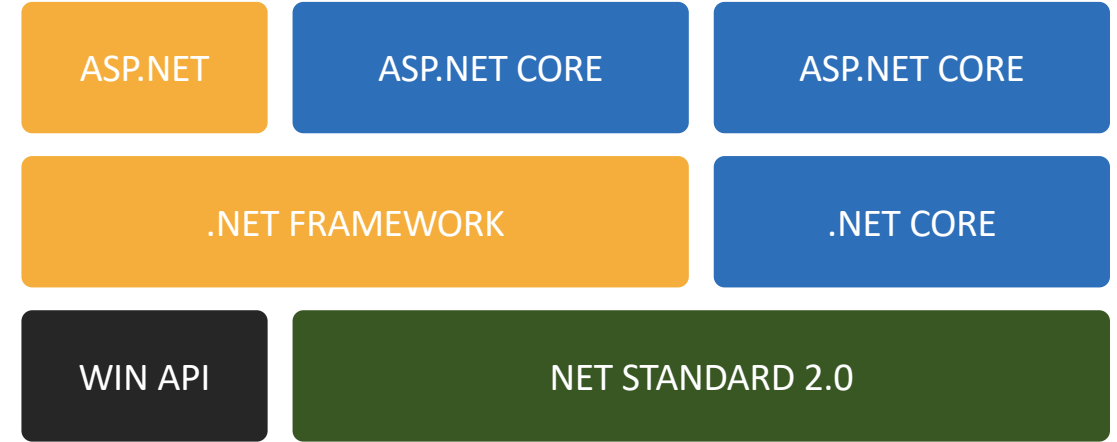 ASP.NET
ASP.NET CORE
ASP.NET CORE
.NET FRAMEWORK
.NET CORE
WIN API
NET STANDARD 2.0